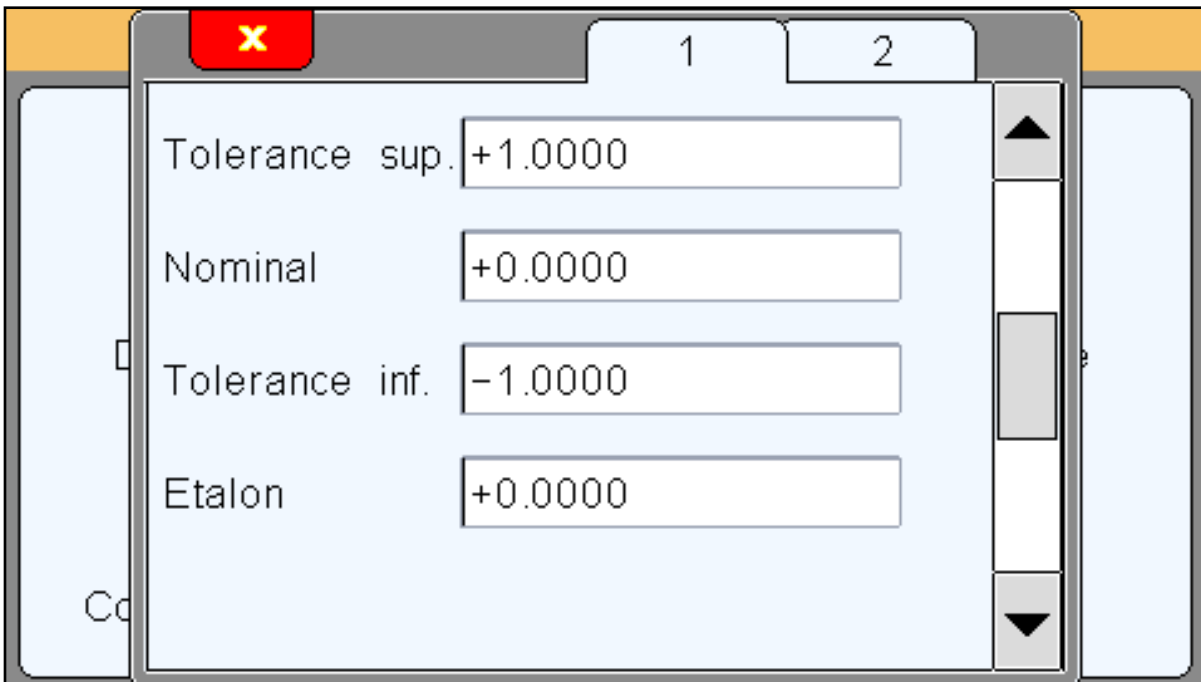 x
1 2
Tolerance sup. +1.0000
Nominal +0.0000
Tolerance inf. −1.0000
Etalon +0.0000